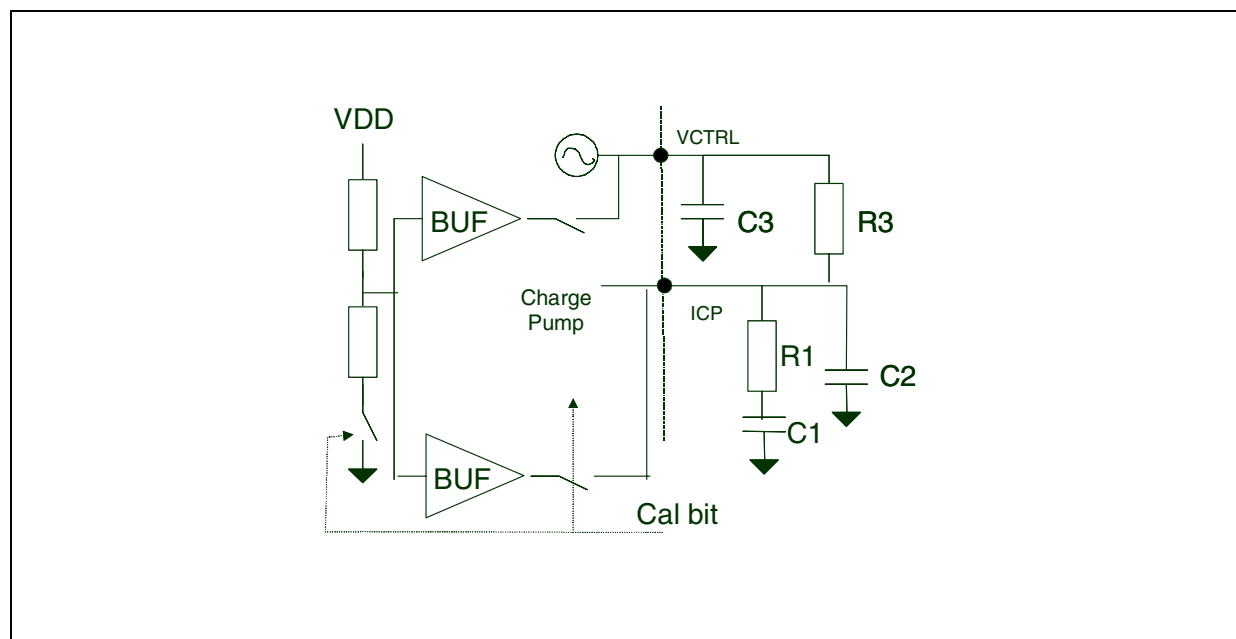 VDD
VCTRL
BUF
C3
R3
Charge
Pump
ICP
R1
C2
C1
BUF
Cal bit